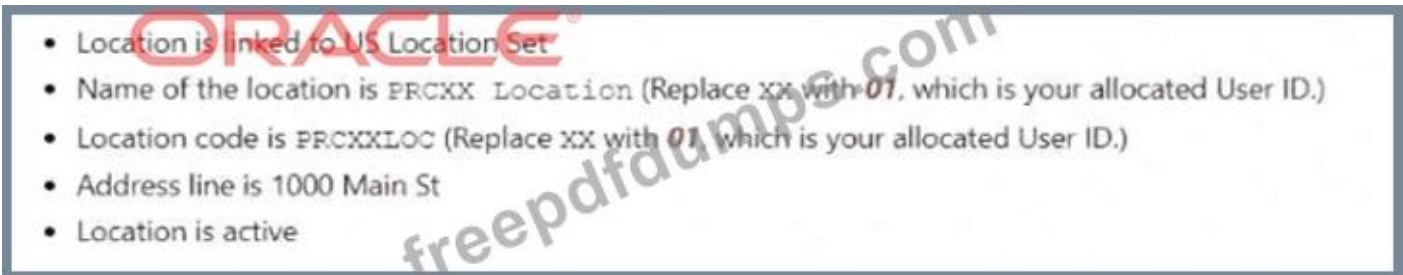 ORACLE®
• Location is linked to US Location Set
• Name of the location is PRCXX Location (Replace XX with 01, which is your allocated User ID.)
• Location code is PRCXXLOC (Replace XX with 01, which is your allocated User ID.)
• Address line is 1000 Main St
• Location is active
freepdfdumps.com